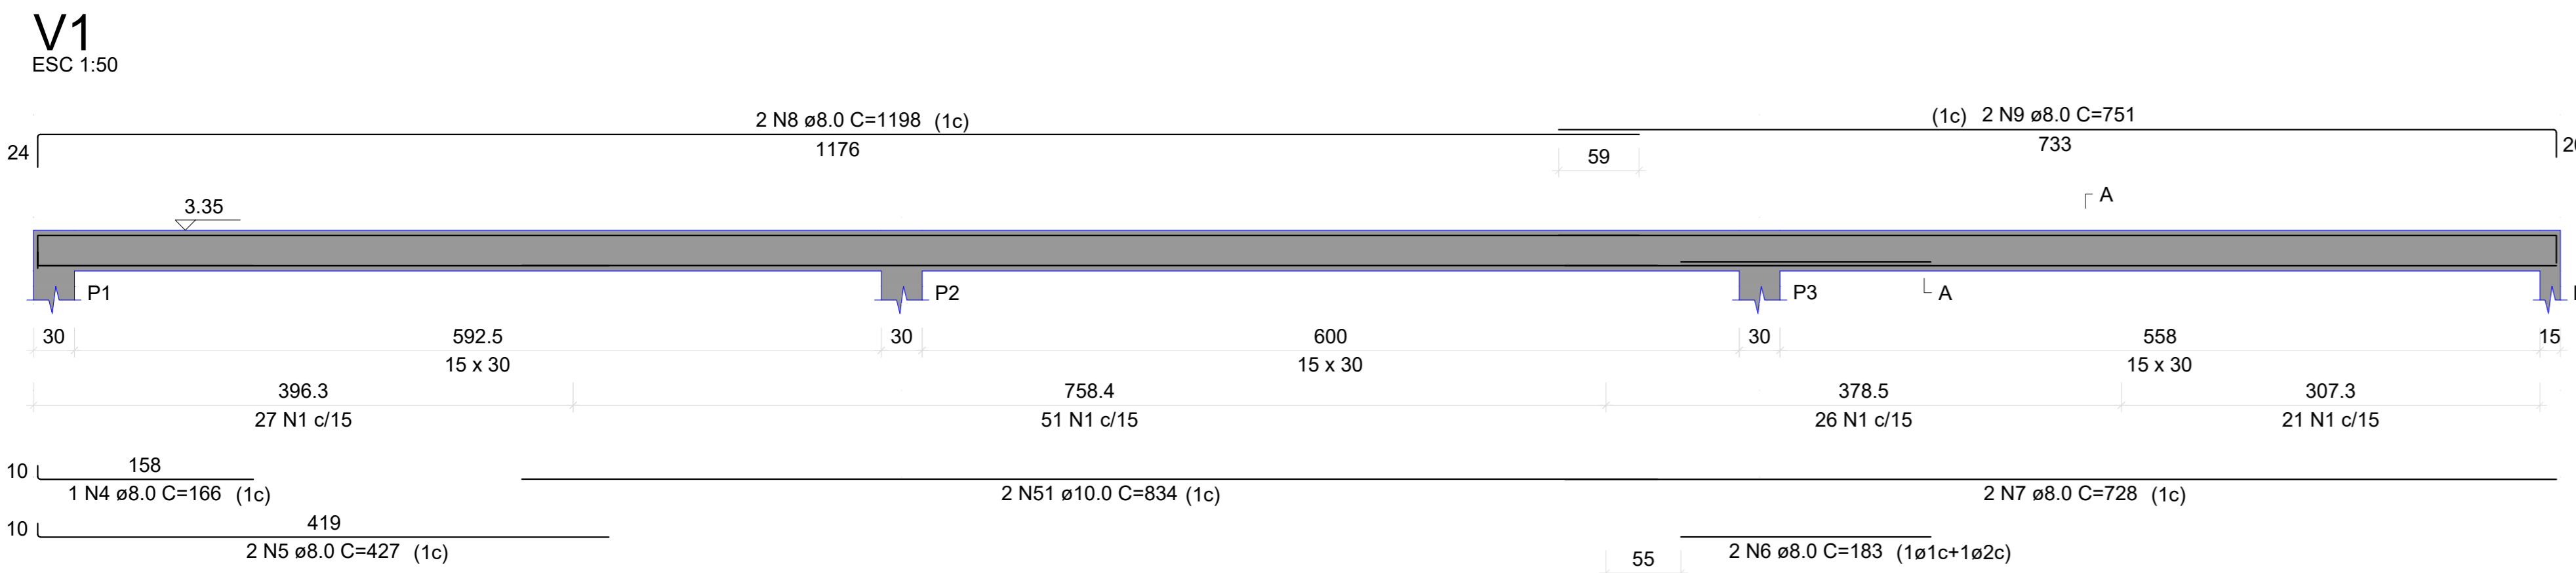 V1
ESC 1:50
2 N8 ø8.0 C=1198 (1c)
(1c) 2 N9 ø8.0 C=751
24
1176
733
59
A
3.35
P1
P2
P3
A
30
592.5
30
600
30
558
15
15 x 30
15 x 30
15 x 30
396.3
758.4
378.5
307.3
27 N1 c/15
51 N1 c/15
26 N1 c/15
21 N1 c/15
10
158
1 N4 ø8.0 C=166 (1c)
2 N51 ø10.0 C=834 (1c)
2 N7 ø8.0 C=728 (1c)
10
419
2 N5 ø8.0 C=427 (1c)
55
2 N6 ø8.0 C=183 (1ø1c+1ø2c)